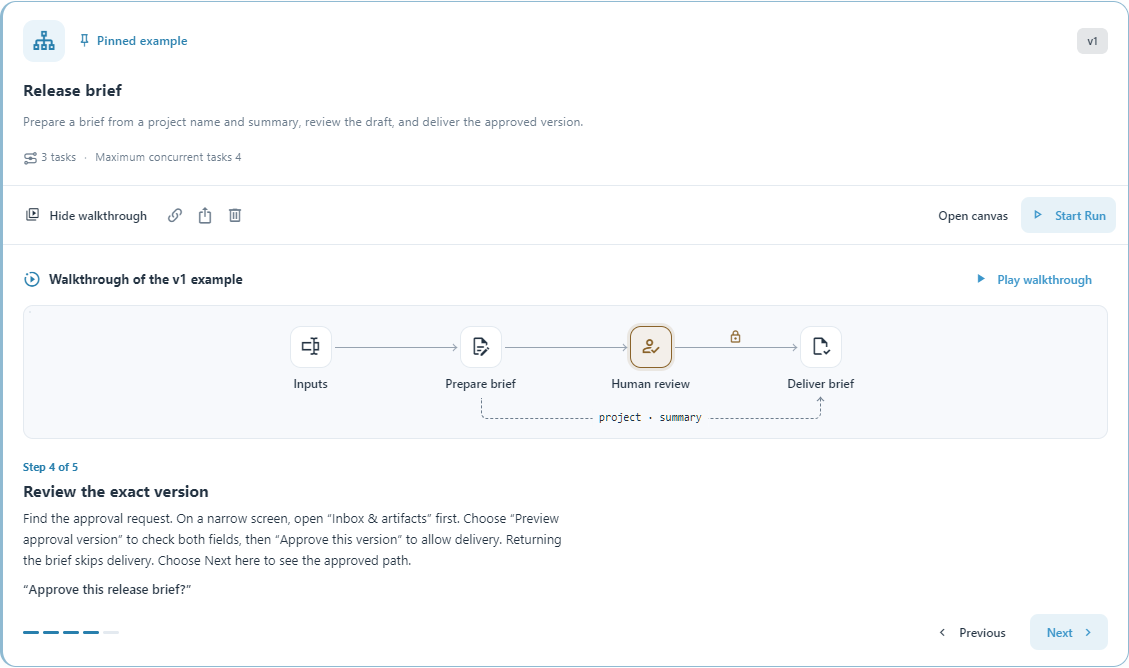 Pinned example
v1
Release brief
Prepare a brief from a project name and summary, review the draft, and deliver the approved version.
3 tasks · Maximum concurrent tasks 4
Hide walkthrough
Open canvas
Start Run
Walkthrough of the v1 example
Play walkthrough
Inputs
Prepare brief
Human review
Deliver brief
project · summary
Step 4 of 5
Review the exact version
Find the approval request. On a narrow screen, open “Inbox & artifacts” first. Choose “Preview
approval version” to check both fields, then “Approve this version” to allow delivery. Returning
the brief skips delivery. Choose Next here to see the approved path.
“Approve this release brief?”
Previous
Next